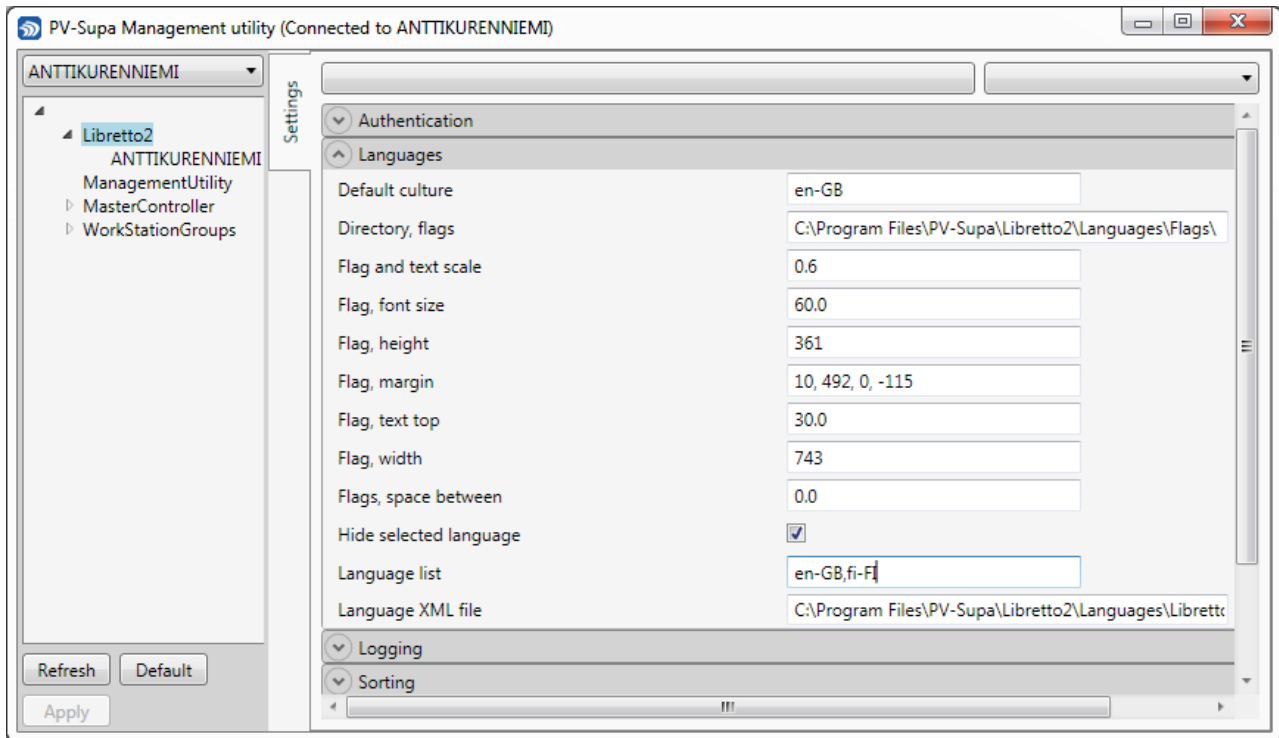 PV-Supa Management utility (Connected to ANTTIKURENNIEMI)
ANTTIKURENNIEMI
Libretto2
ANTTIKURENNIEMI
ManagementUtility
MasterController
WorkStationGroups
Refresh
Default
Apply
Settings
Authentication
Languages
Default culture
en-GB
Directory, flags
C:\Program Files\PV-Supa\Libretto2\Languages\Flags\
Flag and text scale
0.6
Flag, font size
60.0
Flag, height
361
Flag, margin
10, 492, 0, -115
Flag, text top
30.0
Flag, width
743
Flags, space between
0.0
Hide selected language
Language list
en-GB,fi-FI
Language XML file
C:\Program Files\PV-Supa\Libretto2\Languages\Libretto
Logging
Sorting